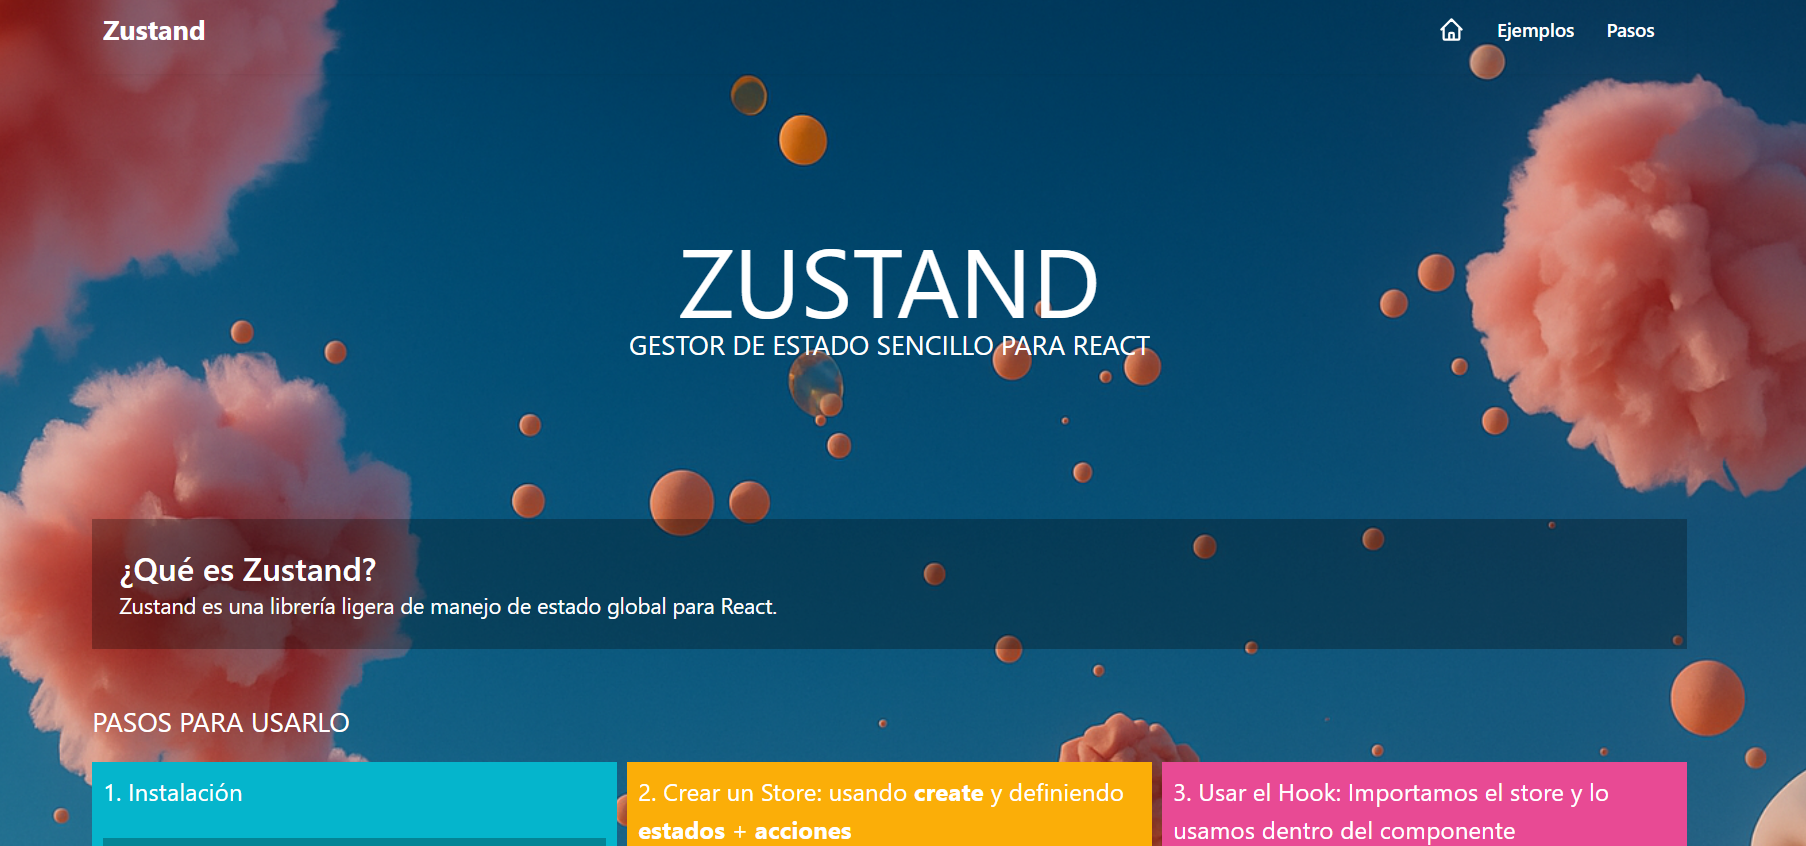 Zustand
Ejemplos
Pasos
ZUSTAND
GESTOR DE ESTADO SENCILLO PARA REACT
¿Qué es Zustand?
Zustand es una librería ligera de manejo de estado global para React.
PASOS PARA USARLO
1. Instalación
2. Crear un Store: usando create y definiendo
estados + acciones
3. Usar el Hook: Importamos el store y lo
usamos dentro del componente